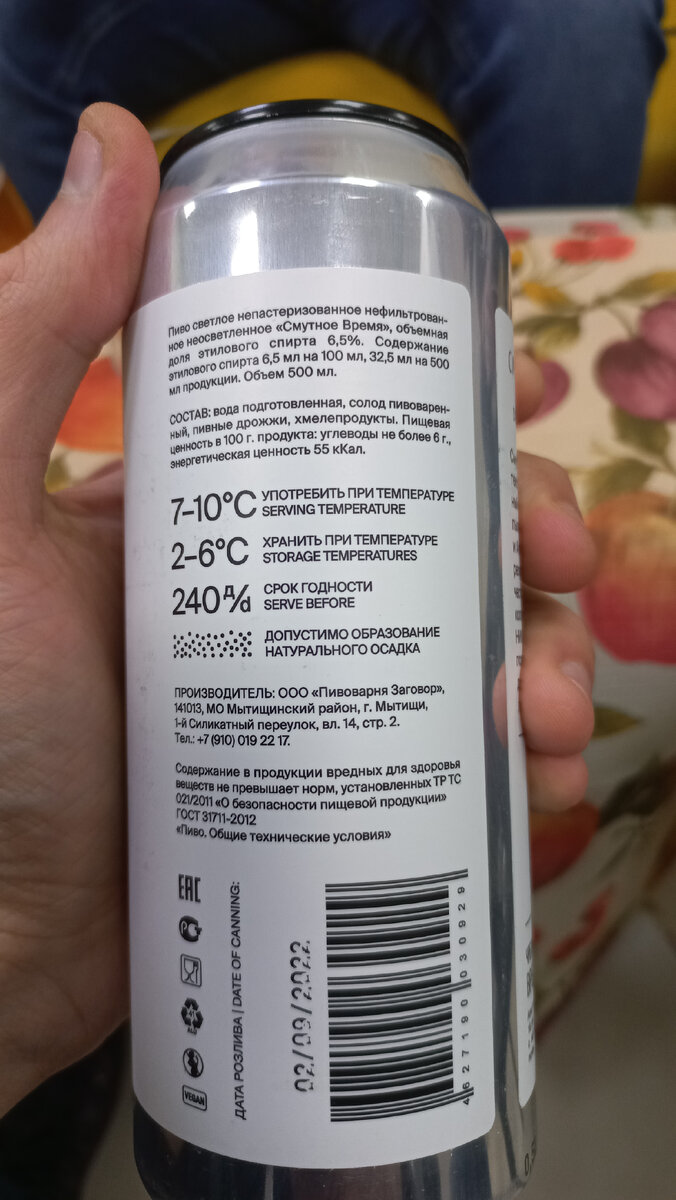 Пиво светлое непастеризованное нефильтрован-
ное неосветленное «Смутное Время», объемная
доля этилового спирта 6,5%. Содержание
этилового спирта 6,5 мл на 100 мл, 32,5 мл на 500
мл продукции. Объем 500 мл.
СОСТАВ: вода подготовленная, солод пивоварен-
ный, пивные дрожжи, хмелепродукты. Пищевая
ценность в 100 г. продукта: углеводы не более 6 г.,
энергетическая ценность 55 кКал.
7-10°C УПОТРЕБИТЬ ПРИ ТЕМПЕРАТУРЕ
SERVING TEMPERATURE
2-6°C ХРАНИТЬ ПРИ ТЕМПЕРАТУРЕ
STORAGE TEMPERATURES
240 д/d СРОК ГОДНОСТИ
SERVE BEFORE
ДОПУСТИМО ОБРАЗОВАНИЕ
НАТУРАЛЬНОГО ОСАДКА
ПРОИЗВОДИТЕЛЬ: ООО «Пивоварня Заговор»,
141013, МО Мытищинский район, г. Мытищи,
1-й Силикатный переулок, вл. 14, стр. 2.
Тел.: +7 (910) 019 22 17.
Содержание в продукции вредных для здоровья
веществ не превышает норм, установленных ТР ТС
021/2011 «О безопасности пищевой продукции»
ГОСТ 31711-2012
«Пиво. Общие технические условия»
EAC
VEGAN
ДАТА РОЗЛИВА | DATE OF CANNING:
02/09/2022
4 627190 030929